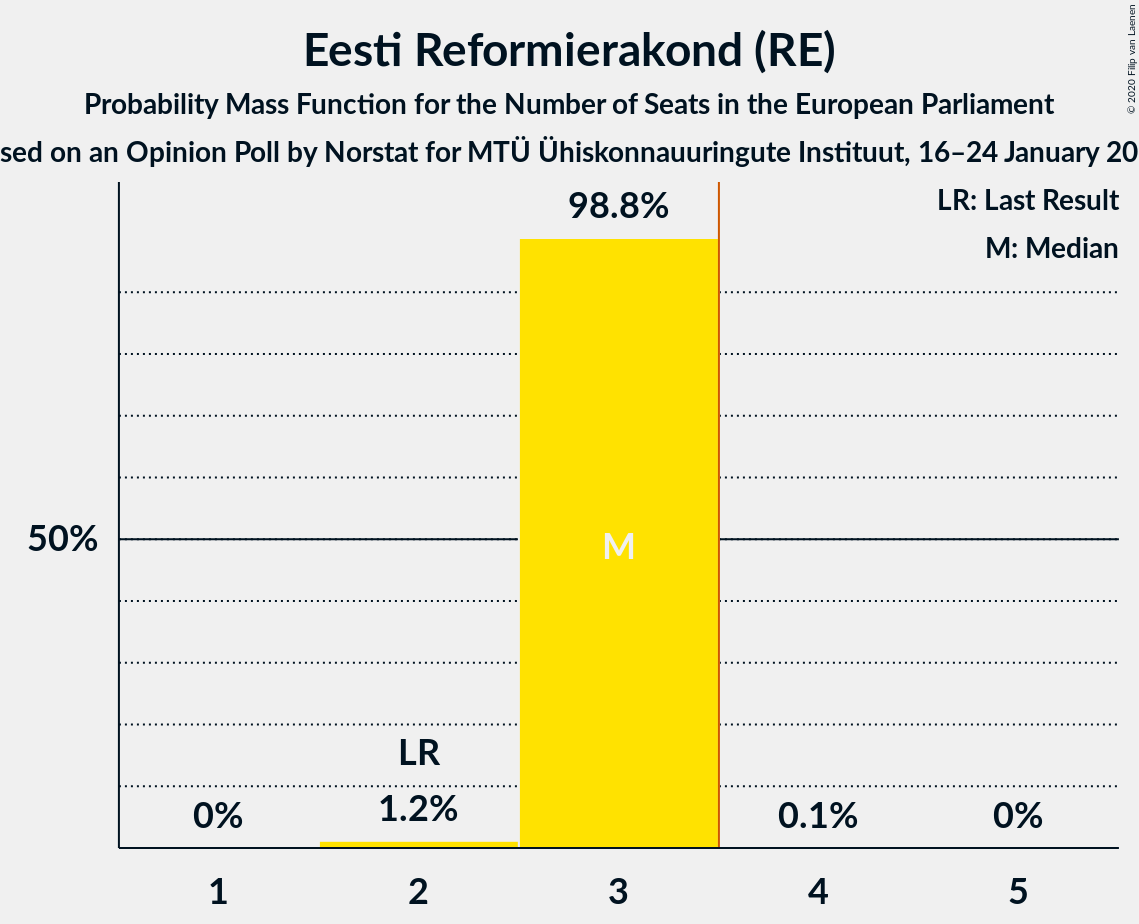 Eesti Reformierakond (RE)
Probability Mass Function for the Number of Seats in the European Parliament
sed on an Opinion Poll by Norstat for MTÜ Ühiskonnauuringute Instituut, 16–24 January 20
© 2020 Filip van Laenen
LR: Last Result
M: Median
98.8%
50%
M
LR
0%
1.2%
0.1%
0%
1 2 3 4 5